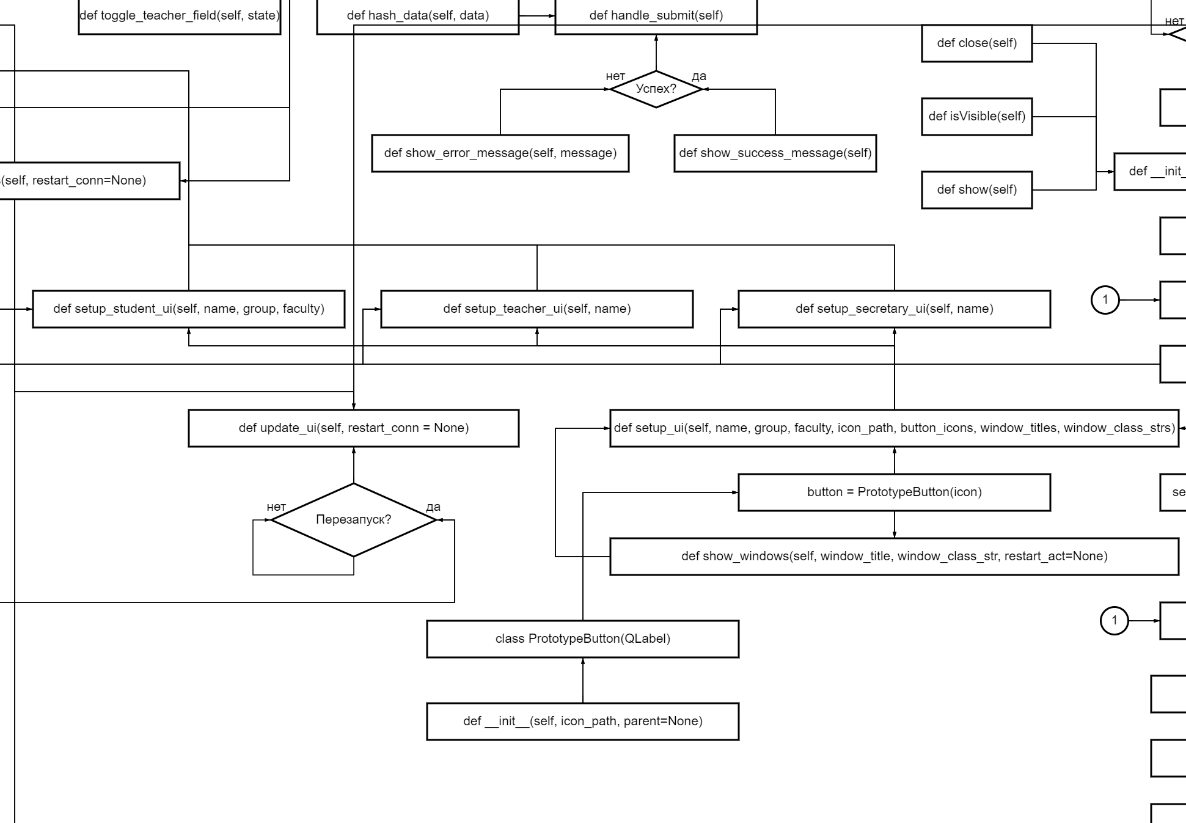 def toggle_teacher_field(self, state)
def hash_data(self, data)
def handle_submit(self)
нет
def close(self)
нет
да
Успех?
def isVisible(self)
def show_error_message(self, message)
def show_success_message(self)
(self, restart_conn=None)
def __init_
def show(self)
def setup_student_ui(self, name, group, faculty)
def setup_teacher_ui(self, name)
def setup_secretary_ui(self, name)
1
def update_ui(self, restart_conn = None)
def setup_ui(self, name, group, faculty, icon_path, button_icons, window_titles, window_class_strs)
button = PrototypeButton(icon)
se
нет
да
Перезапуск?
def show_windows(self, window_title, window_class_str, restart_act=None)
1
class PrototypeButton(QLabel)
def __init__(self, icon_path, parent=None)